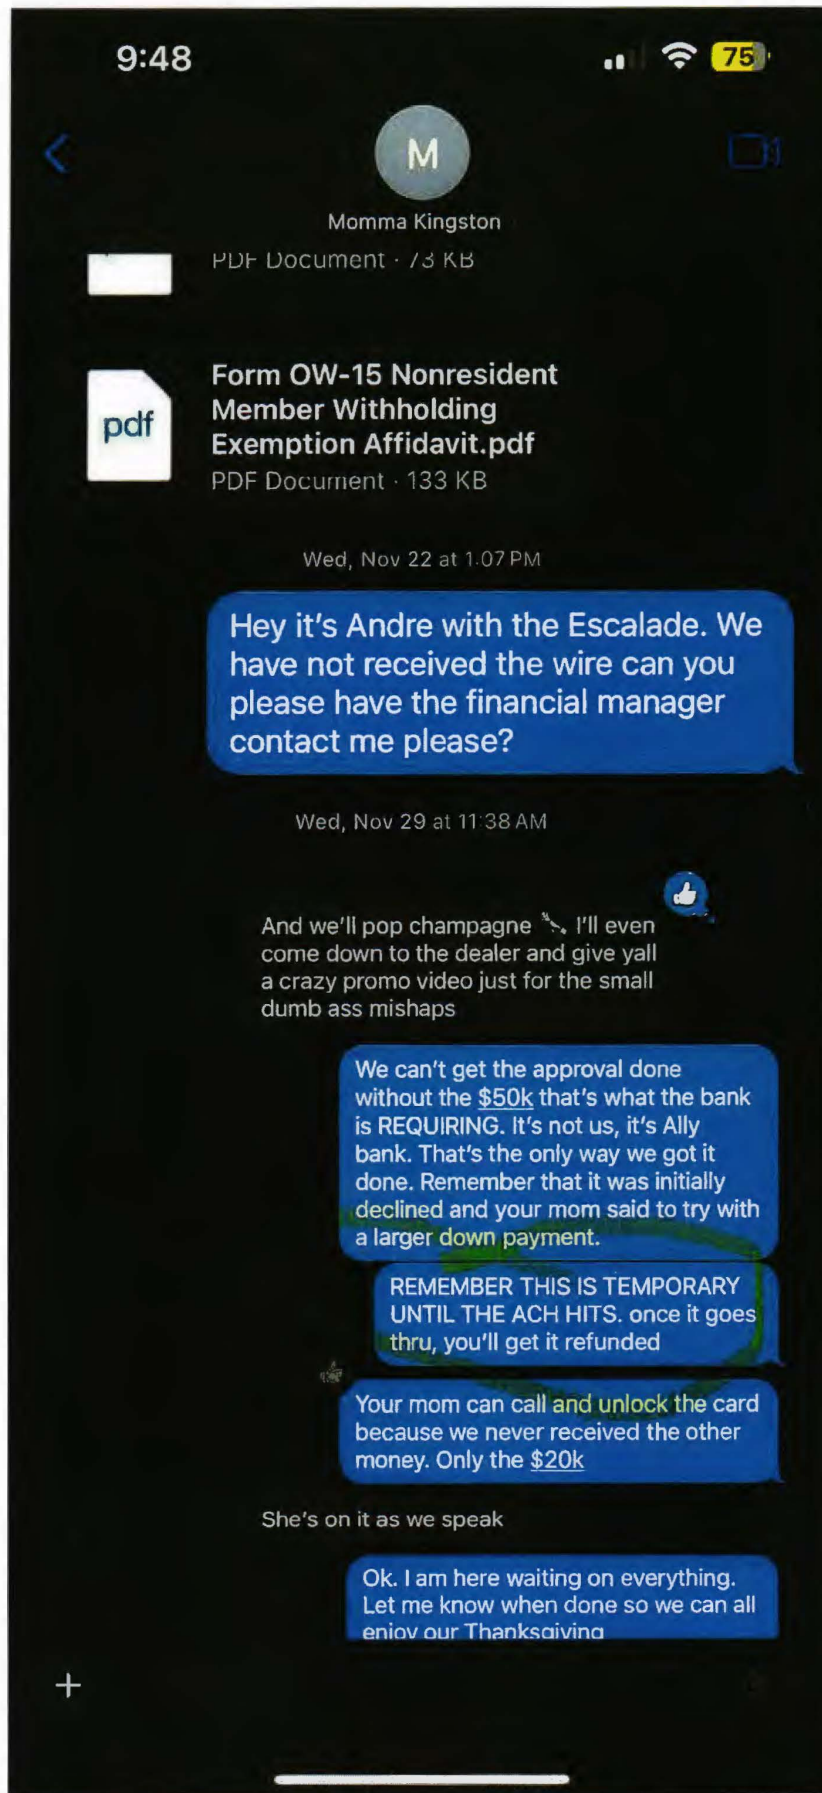 9:48
75
M
Momma Kingston
PDF Document · 73 KB
pdf
Form OW-15 Nonresident
Member Withholding
Exemption Affidavit.pdf
PDF Document · 133 KB
Wed, Nov 22 at 1:07 PM
Hey it's Andre with the Escalade. We
have not received the wire can you
please have the financial manager
contact me please?
Wed, Nov 29 at 11:38 AM
And we'll pop champagne 🍾 I'll even
come down to the dealer and give yall
a crazy promo video just for the small
dumb ass mishaps
We can't get the approval done
without the $50k that's what the bank
is REQUIRING. It's not us, it's Ally
bank. That's the only way we got it
done. Remember that it was initially
declined and your mom said to try with
a larger down payment.
REMEMBER THIS IS TEMPORARY
UNTIL THE ACH HITS. once it goes
thru, you'll get it refunded
Your mom can call and unlock the card
because we never received the other
money. Only the $20k
She's on it as we speak
Ok. I am here waiting on everything.
Let me know when done so we can all
enjoy our Thanksgiving